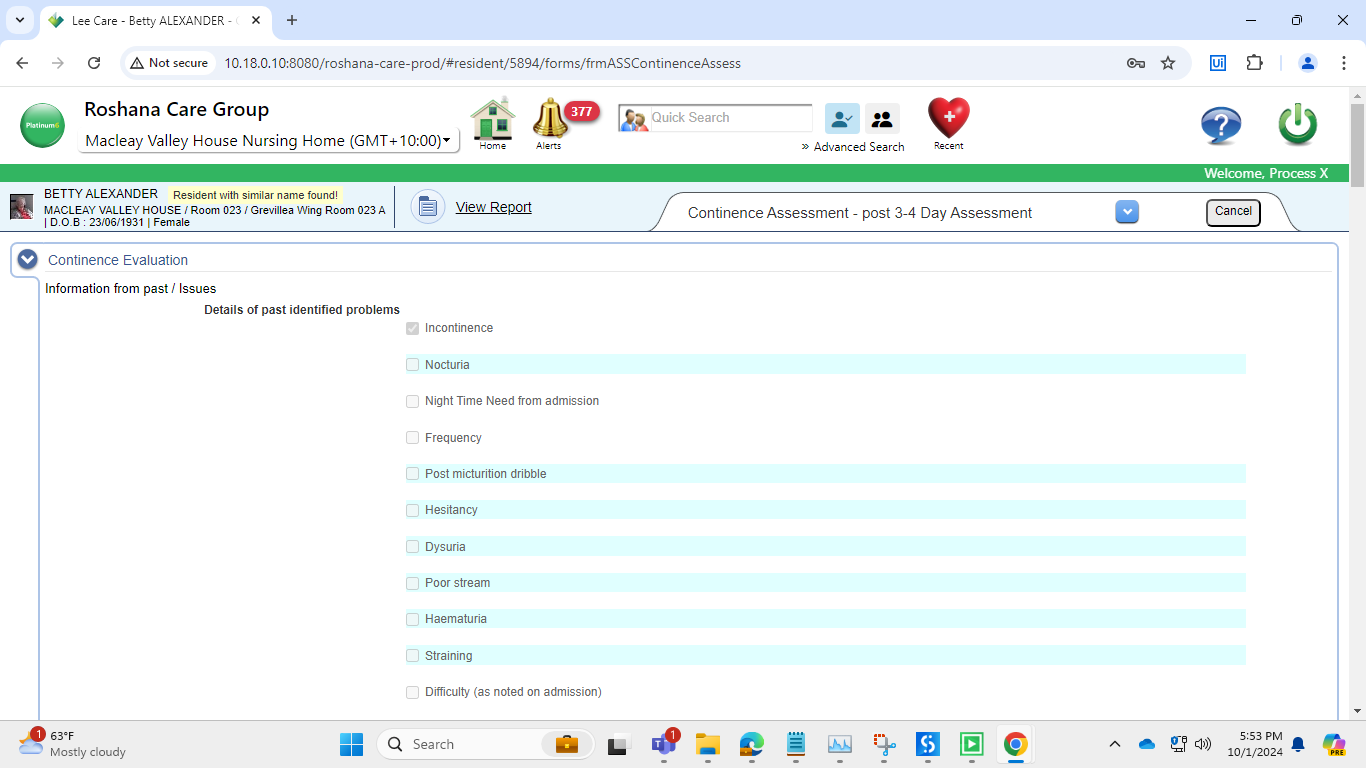 Lee Care - Betty ALEXANDER -
Not secure
10.18.0.10:8080/roshana-care-prod/#resident/5894/forms/frmASSContinenceAssess
Ui
Platinum6
Roshana Care Group
Macleay Valley House Nursing Home (GMT+10:00)
Home
Alerts
377
Quick Search
» Advanced Search
Recent
Welcome, Process X
BETTY ALEXANDER
Resident with similar name found!
MACLEAY VALLEY HOUSE / Room 023 / Grevillea Wing Room 023 A
| D.O.B : 23/06/1931 | Female
View Report
Continence Assessment - post 3-4 Day Assessment
Cancel
Continence Evaluation
Information from past / Issues
Details of past identified problems
Incontinence
Nocturia
Night Time Need from admission
Frequency
Post micturition dribble
Hesitancy
Dysuria
Poor stream
Haematuria
Straining
Difficulty (as noted on admission)
1
63°F
Mostly cloudy
Search
1
PRE
5:53 PM
10/1/2024